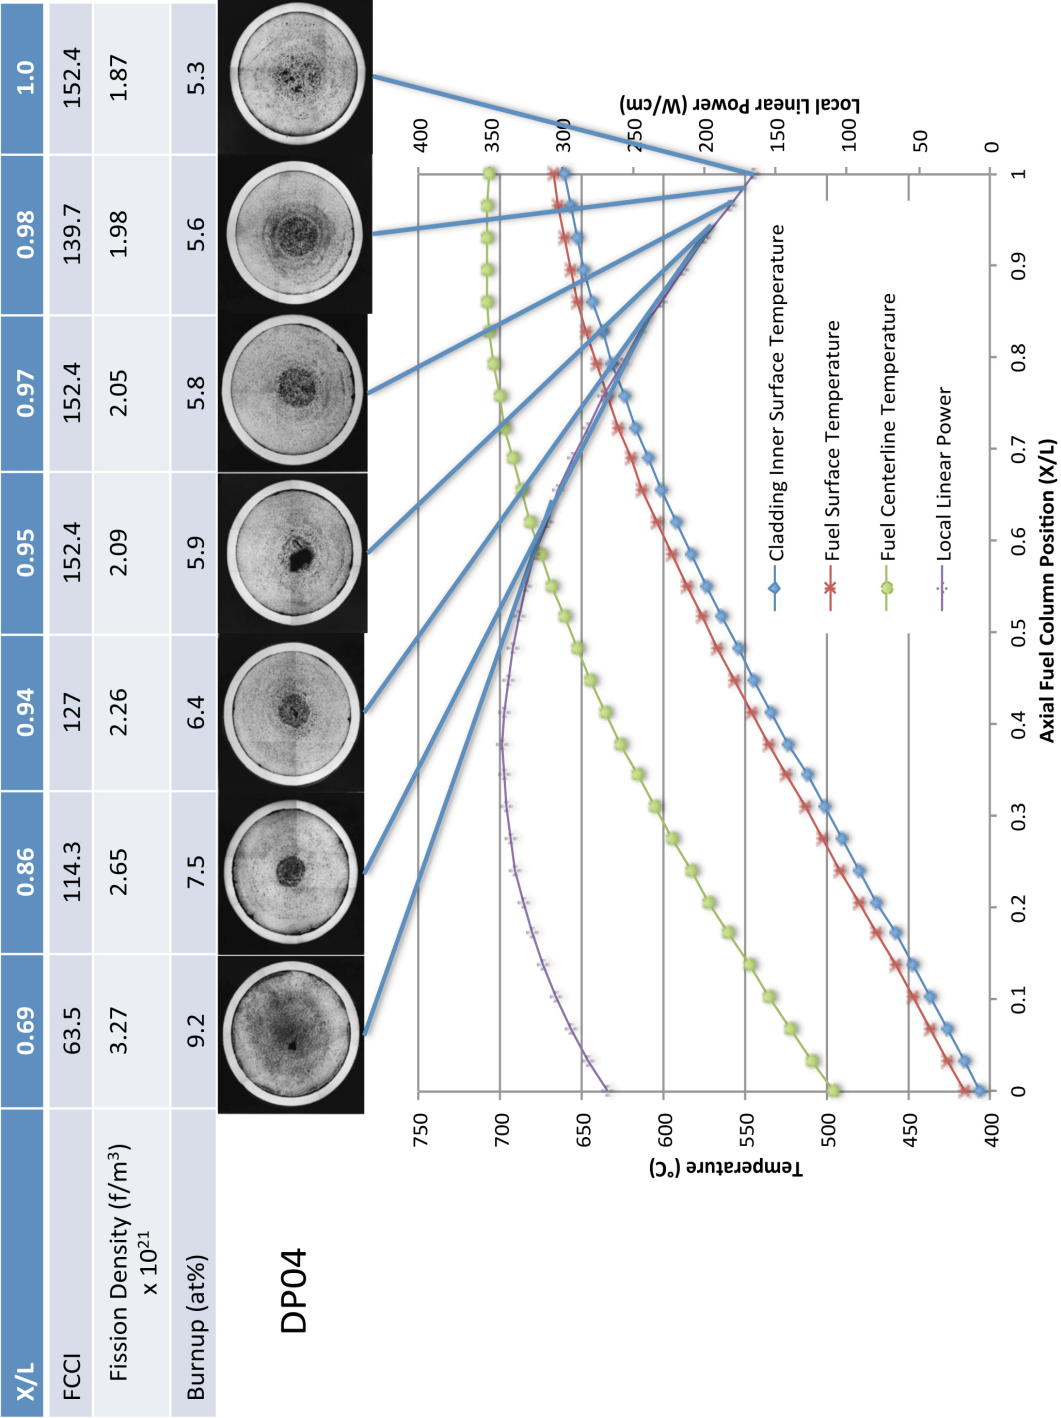 X/L 0.69 0.86 0.94 0.95 0.97 0.98 1.0
FCCI 63.5 114.3 127 152.4 152.4 139.7 152.4
Fission Density (f/m³) 3.27 2.65 2.26 2.09 2.05 1.98 1.87
x 10²¹
Burnup (at%) 9.2 7.5 6.4 5.9 5.8 5.6 5.3
DP04
Temperature (°C)
750
700
650
600
550
500
450
400
Local Linear Power (W/cm)
400
350
300
250
200
150
100
50
0
Cladding Inner Surface Temperature
Fuel Surface Temperature
Fuel Centerline Temperature
Local Linear Power
0 0.1 0.2 0.3 0.4 0.5 0.6 0.7 0.8 0.9 1
Axial Fuel Column Position (X/L)